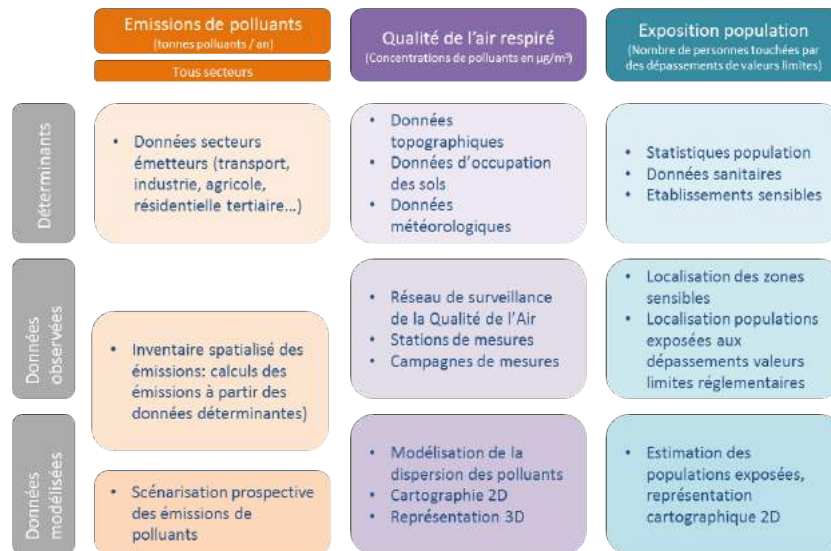 Emissions de polluants
(tonnes polluants / an)
Tous secteurs
Qualité de l'air respiré
(Concentrations de polluants en µg/m³)
Exposition population
(Nombre de personnes touchées par
des dépassements de valeurs limites)
Déterminants
• Données secteurs
émetteurs (transport,
industrie, agricole,
résidentielle tertiaire...)
• Données
topographiques
• Données d'occupation
des sols
• Données
météorologiques
• Statistiques population
• Données sanitaires
• Etablissements sensibles
Données
observées
• Inventaire spatialisé des
émissions: calculs des
émissions à partir des
données déterminantes)
• Réseau de surveillance
de la Qualité de l'Air
• Stations de mesures
• Campagnes de mesures
• Localisation des zones
sensibles
• Localisation populations
exposées aux
dépassements valeurs
limites réglementaires
Données
modélisées
• Scénarisation prospective
des émissions de
polluants
• Modélisation de la
dispersion des polluants
• Cartographie 2D
• Représentation 3D
• Estimation des
populations exposées,
représentation
cartographique 2D